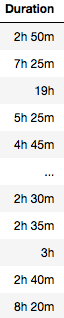 Duration
2h 50m
7h 25m
19h
5h 25m
4h 45m
...
2h 30m
2h 35m
3h
2h 40m
8h 20m